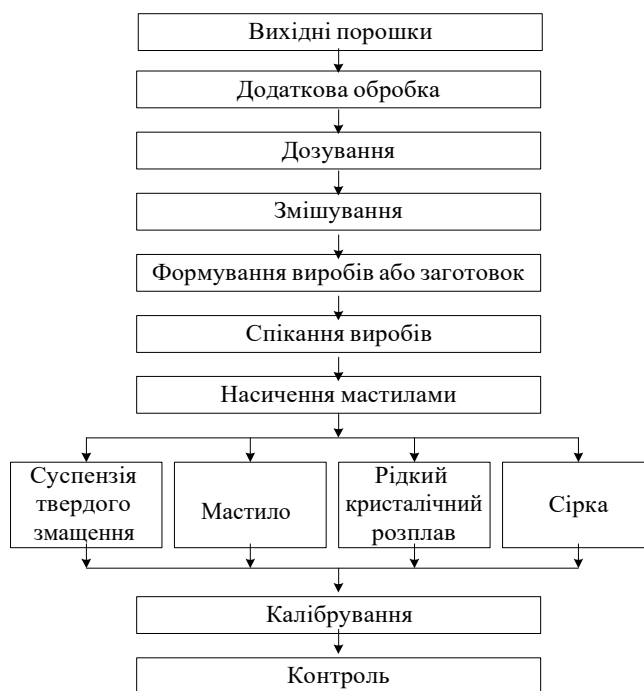 Вихідні порошки
Додаткова обробка
Дозування
Змішування
Формування виробів або заготовок
Спікання виробів
Насичення мастилами
Суспензія
твердого
змащення
Мастило
Рідкий
кристалічний
розплав
Сірка
Калібрування
Контроль